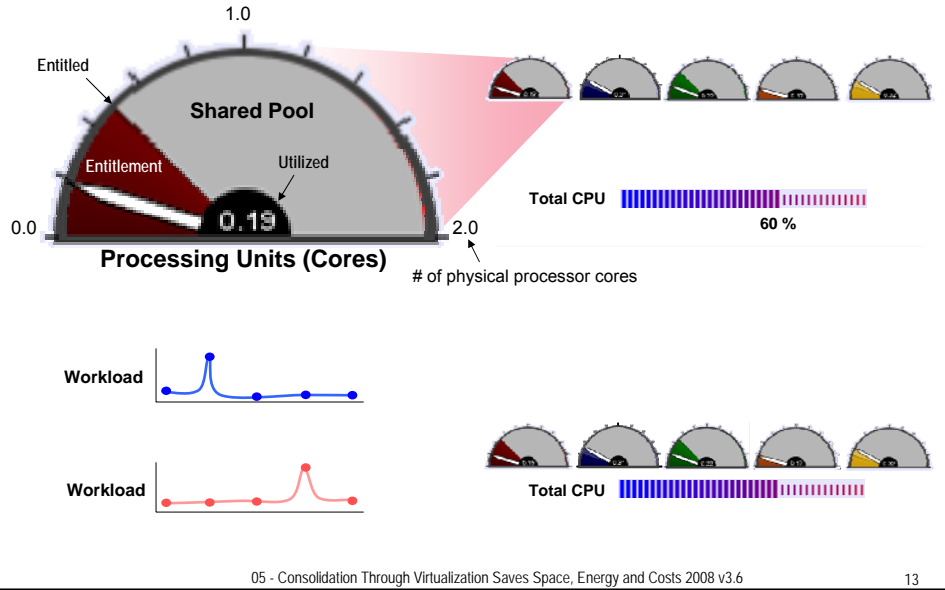 1.0
Entitled
Shared Pool
Entitlement
Utilized
0.19
0.0
2.0
Processing Units (Cores)
# of physical processor cores
Total CPU
60 %
Workload
Workload
Total CPU
05 - Consolidation Through Virtualization Saves Space, Energy and Costs 2008 v3.6
13